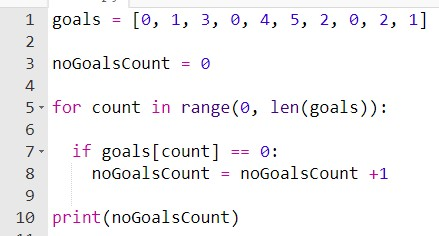 1 goals = [0, 1, 3, 0, 4, 5, 2, 0, 2, 1]
2
3 noGoalsCount = 0
4
5 for count in range(0, len(goals)):
6
7 if goals[count] == 0:
8 noGoalsCount = noGoalsCount +1
9
10 print(noGoalsCount)